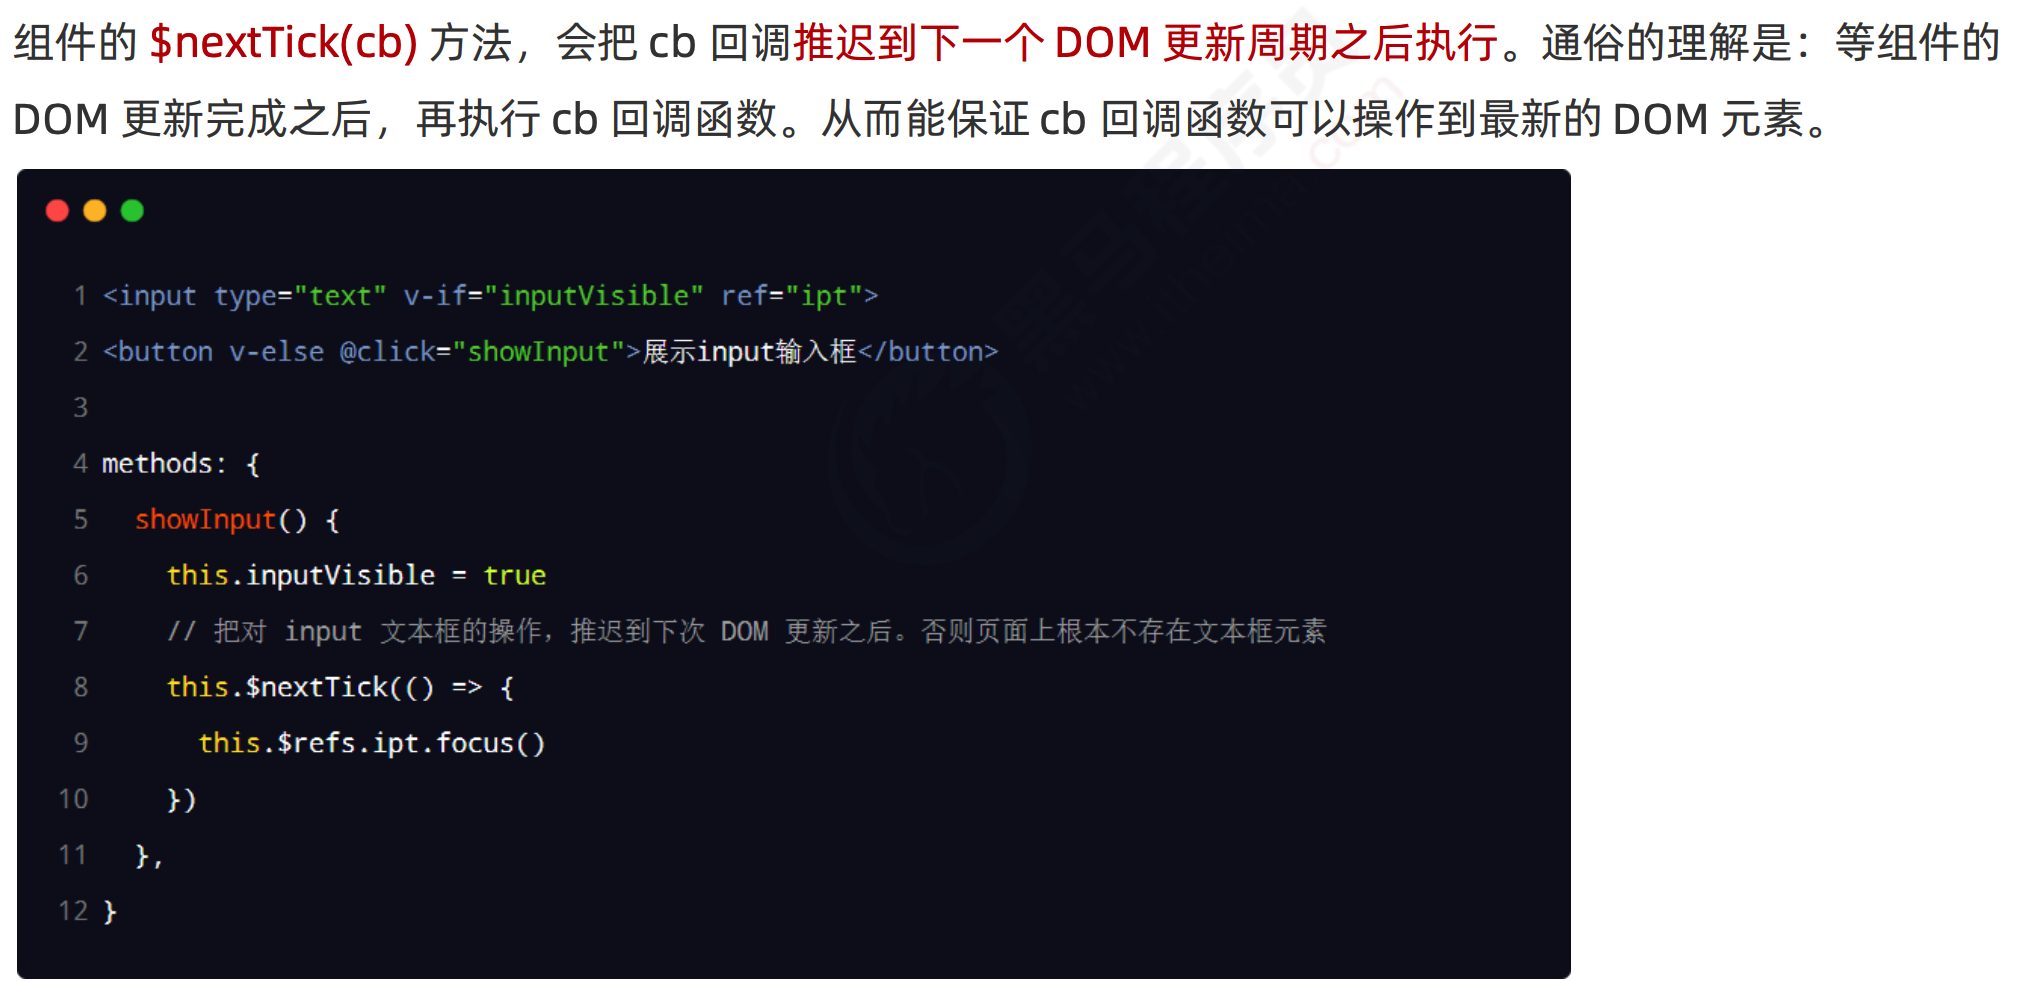 组件的 $nextTick(cb) 方法，会把 cb 回调推迟到下一个 DOM 更新周期之后执行。通俗的理解是：等组件的
DOM 更新完成之后，再执行 cb 回调函数。从而能保证 cb 回调函数可以操作到最新的 DOM 元素。
1 <input type="text" v-if="inputVisible" ref="ipt">
2 <button v-else @click="showInput">展示input输入框</button>
3
4 methods: {
5   showInput() {
6     this.inputVisible = true
7     // 把对 input 文本框的操作，推迟到下次 DOM 更新之后。否则页面上根本不存在文本框元素
8     this.$nextTick(() => {
9       this.$refs.ipt.focus()
10     })
11   },
12 }
黑马程序员